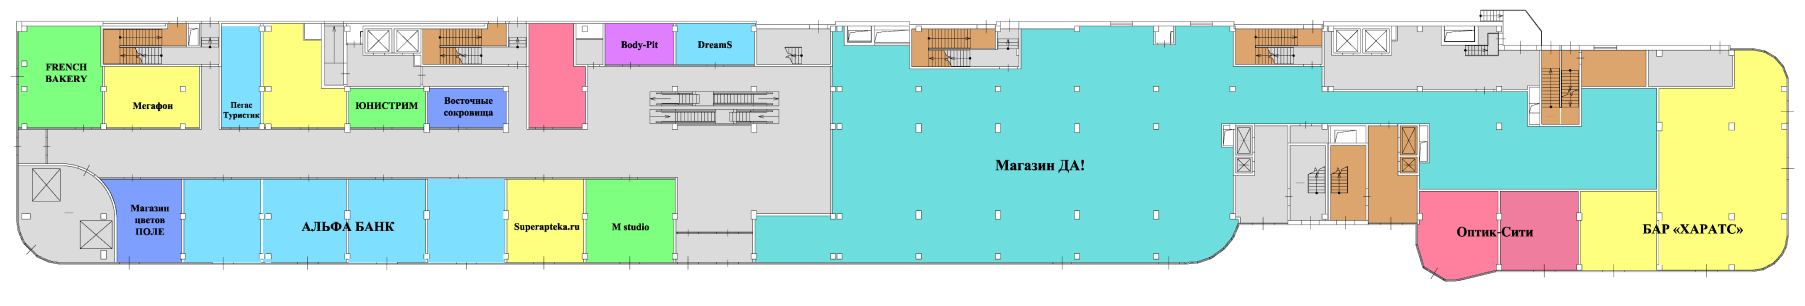 Body-Pit
DreamS
FRENCH
BAKERY
Мегафон
Пегас
Туристик
ЮНИСТРИМ
Восточные
сокровища
Магазин ДА!
Магазин
цветов
ПОЛЕ
АЛЬФА БАНК
Superapteka.ru
M studio
Оптик-Сити
БАР «ХАРАТС»